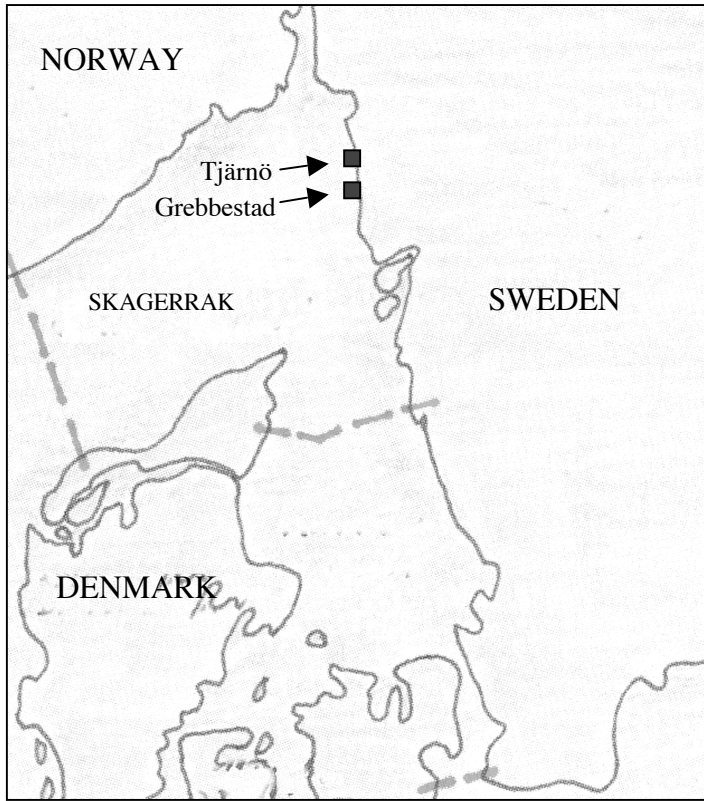 NORWAY
Tjärnö
Grebbestad
SKAGERRAK
SWEDEN
DENMARK